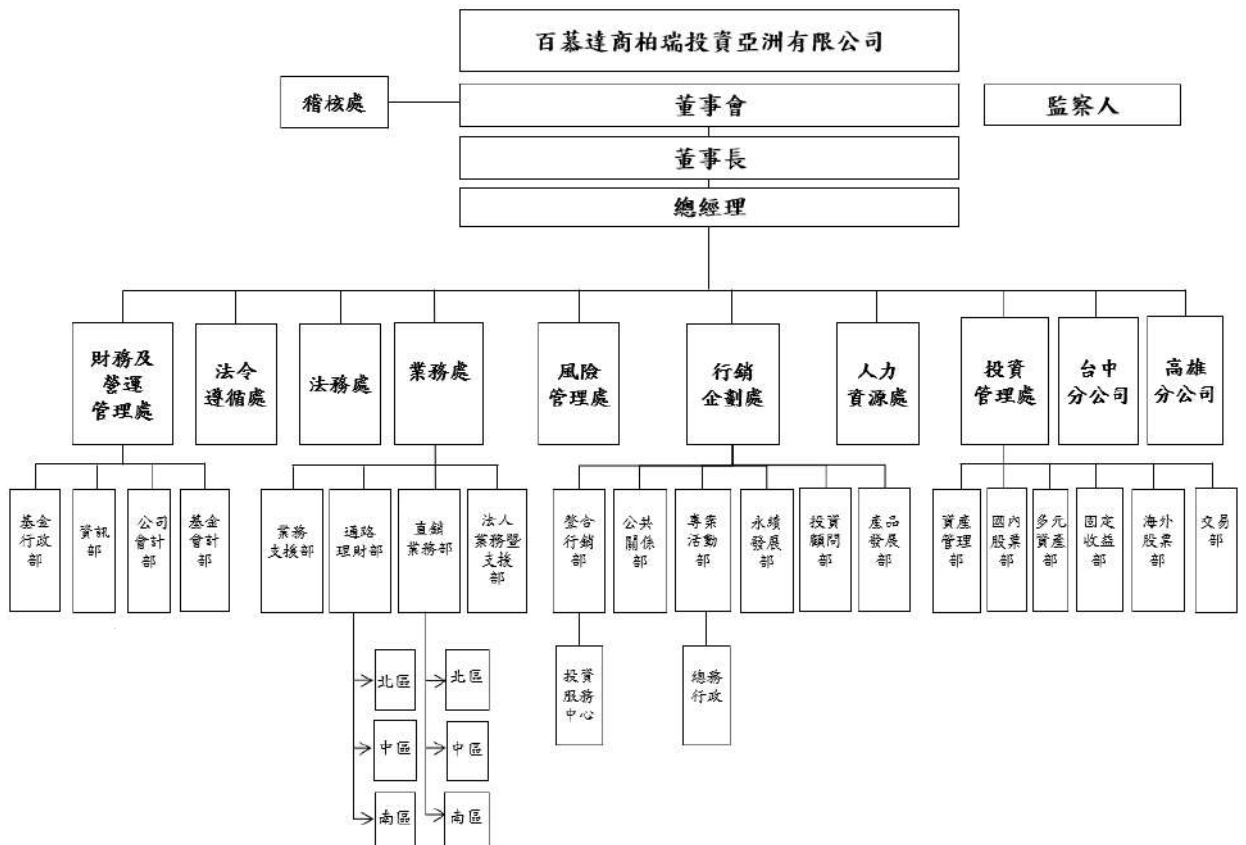 百慕達商柏瑞投資亞洲有限公司
稽核處
董事會
監察人
董事長
總經理
財務及
營運
管理處
法令
遵循處
法務處
業務處
風險
管理處
行銷
企劃處
人力
資源處
投資
管理處
台中
分公司
高雄
分公司
基金
行政
部
資訊
部
公司
會計
部
基金
會計
部
業務
支援部
通路
理財部
直銷
業務部
法人
業務暨
支援
部
整合
行銷
部
公共
關係
部
專案
活動
部
永續
發展
部
投資
顧問
部
產品
發展
部
資產
管理
部
國內
股票
部
多元
資產
部
固定
收益
部
海外
股票
部
交易
部
北區
中區
南區
北區
中區
南區
投資
服務
中心
總務
行政